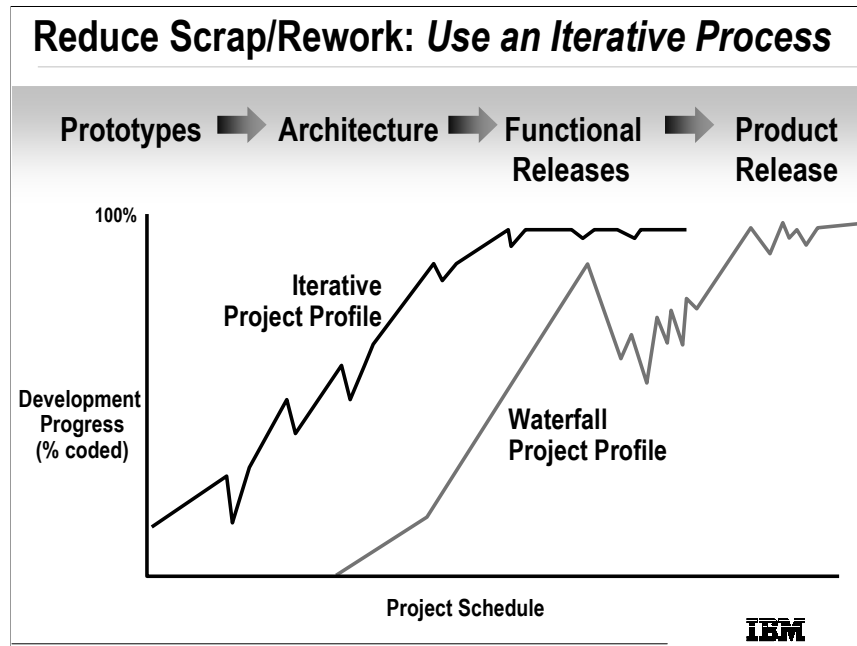 Reduce Scrap/Rework: Use an Iterative Process
Prototypes
Architecture
Functional
Releases
Product
Release
100%
Iterative
Project Profile
Development
Progress
(% coded)
Waterfall
Project Profile
Project Schedule
IBM